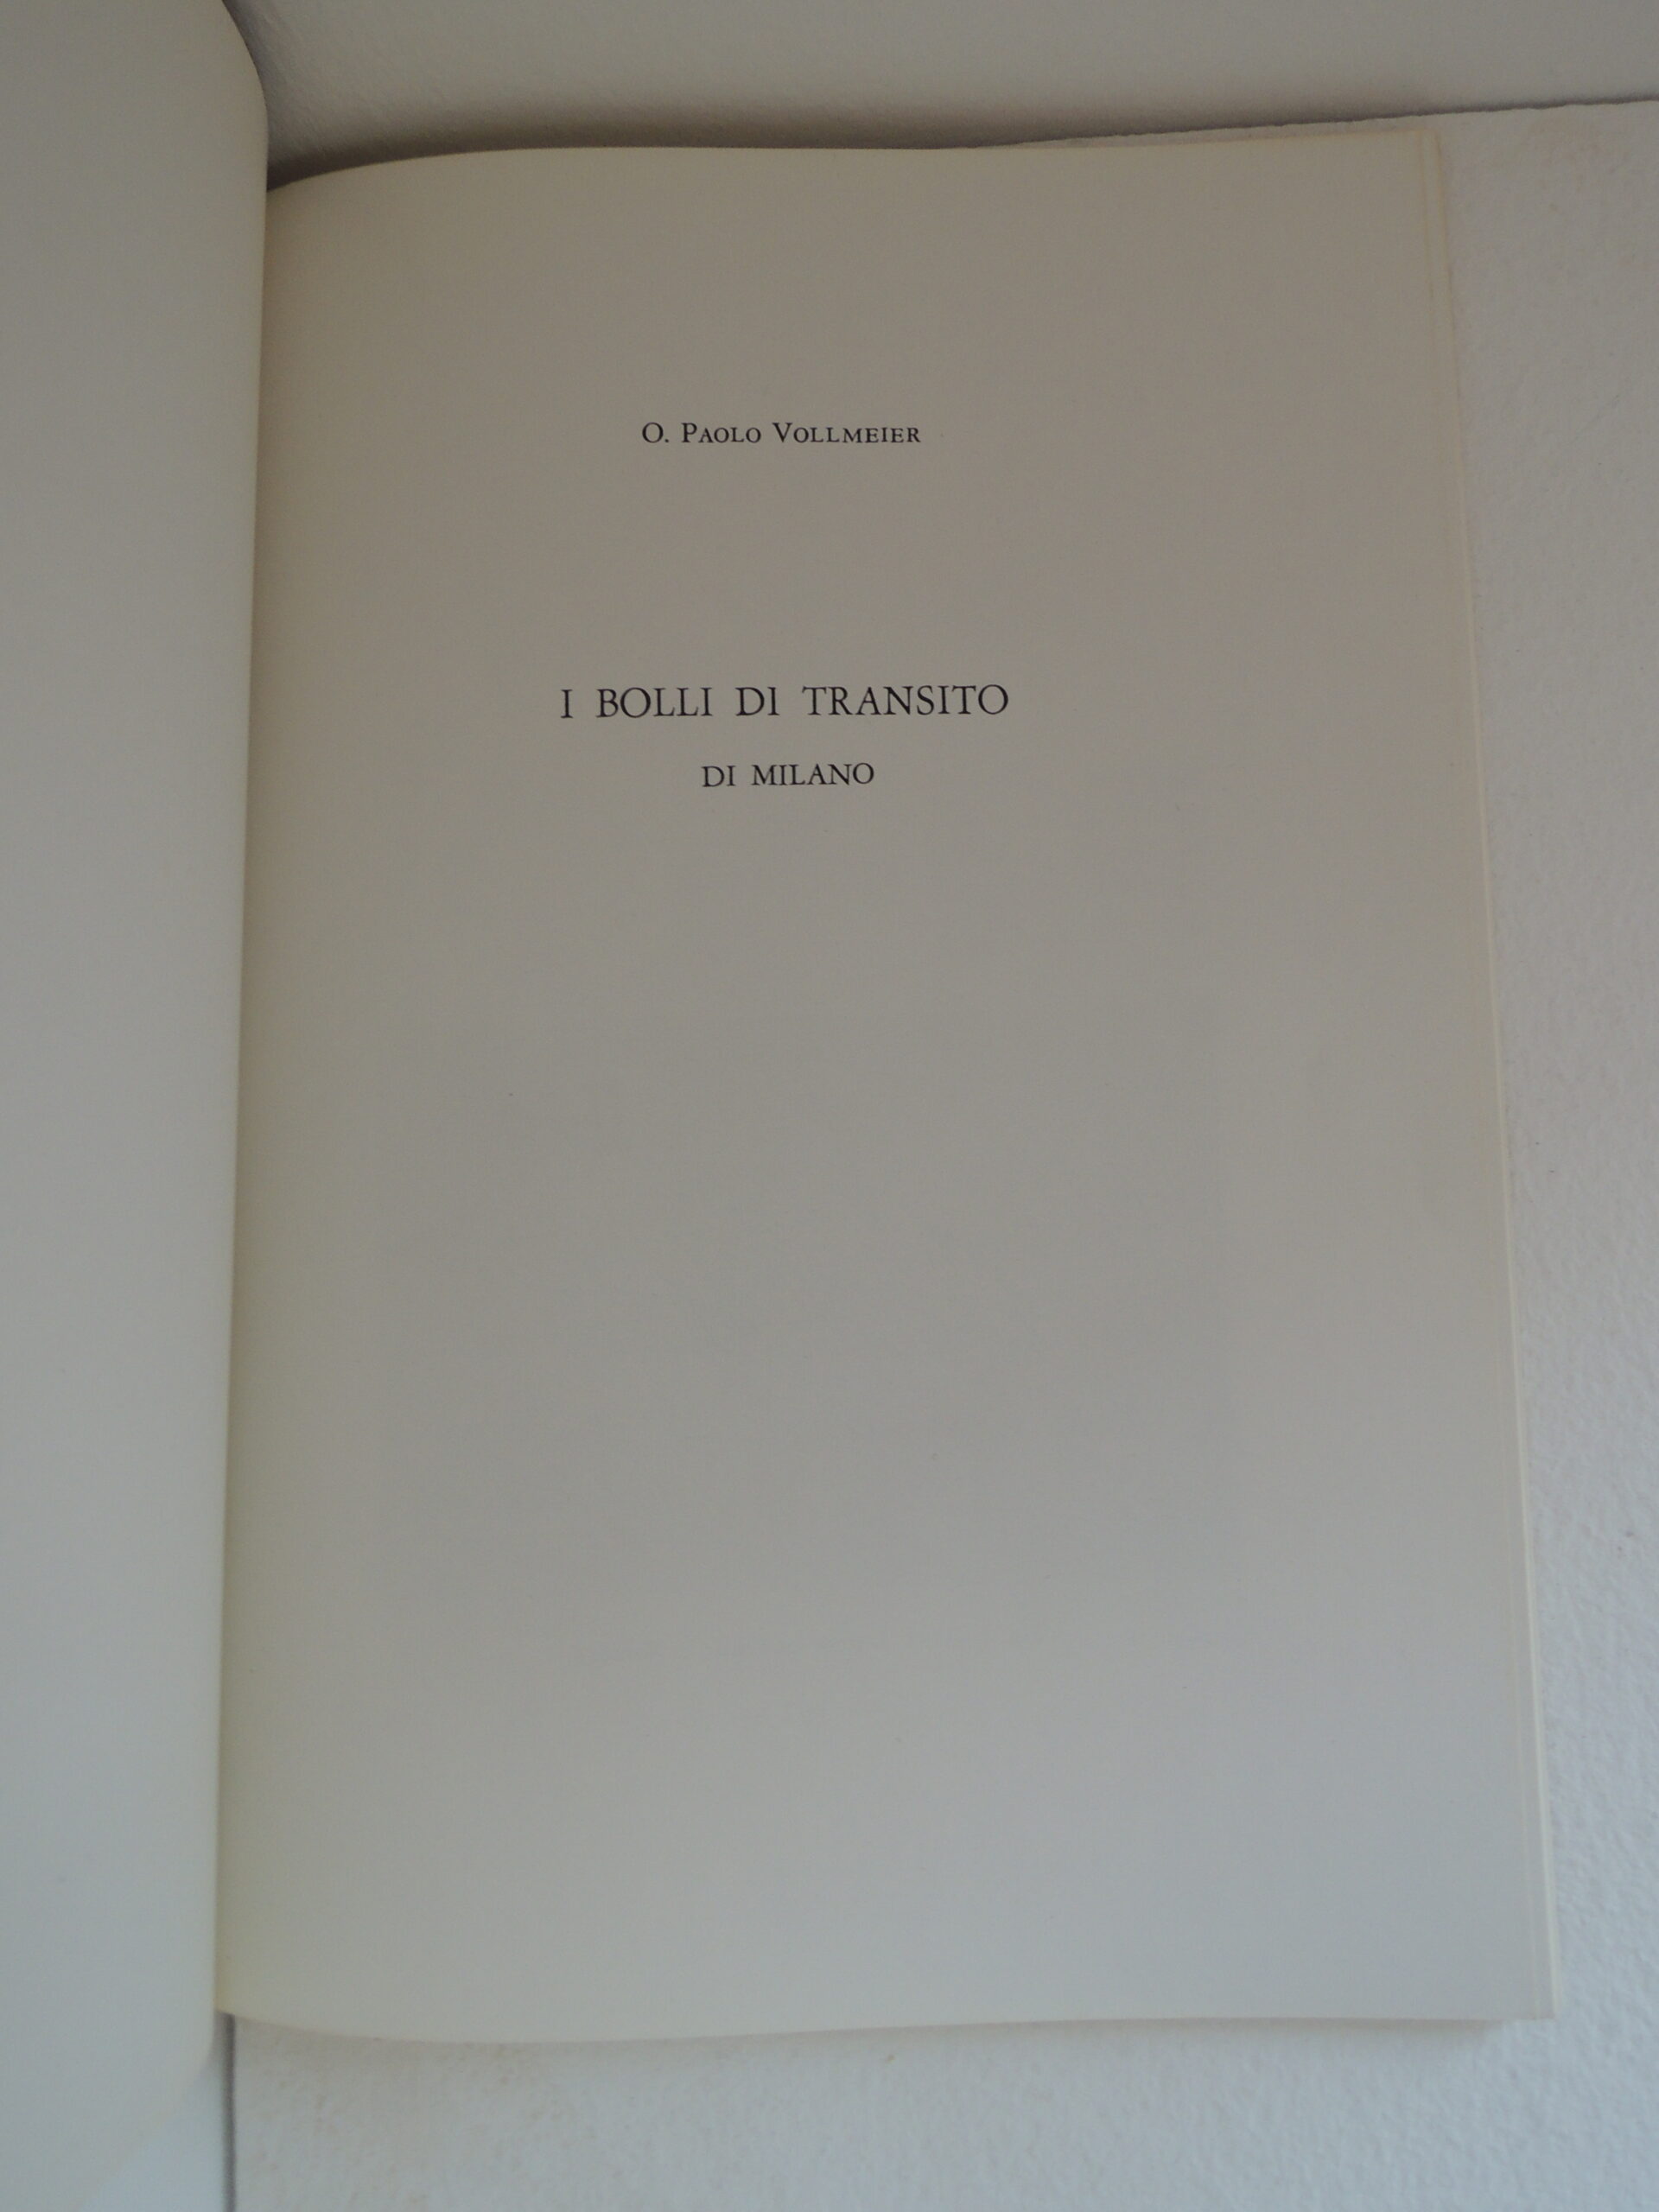 O. Paolo Vollmeier
I BOLLI DI TRANSITO
DI MILANO